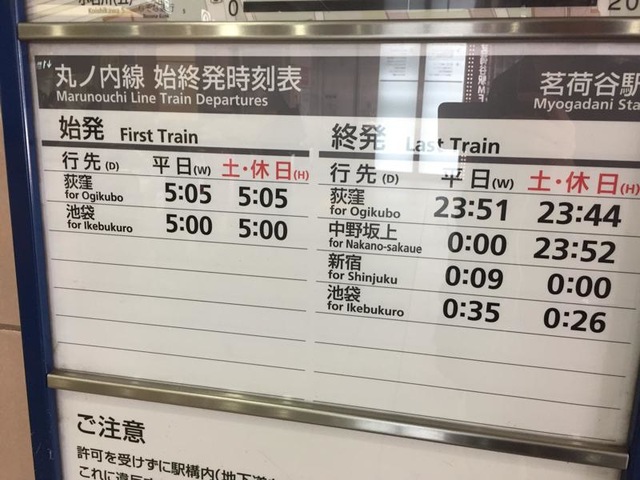 丸ノ内線 始終発時刻表
Marunouchi Line Train Departures
茗荷谷駅
Myogadani Sta
始発 First Train
行先(D) 平日(W) 土・休日(H)
荻窪 5:05 5:05
for Ogikubo
池袋 5:00 5:00
for Ikebukuro
終発 Last Train
行先(D) 平日(W) 土・休日(H)
荻窪 23:51 23:44
for Ogikubo
中野坂上 0:00 23:52
for Nakano-sakaue
新宿 0:09 0:00
for Shinjuku
池袋 0:35 0:26
for Ikebukuro
ご注意
許可を受けずに駅構内(地下道